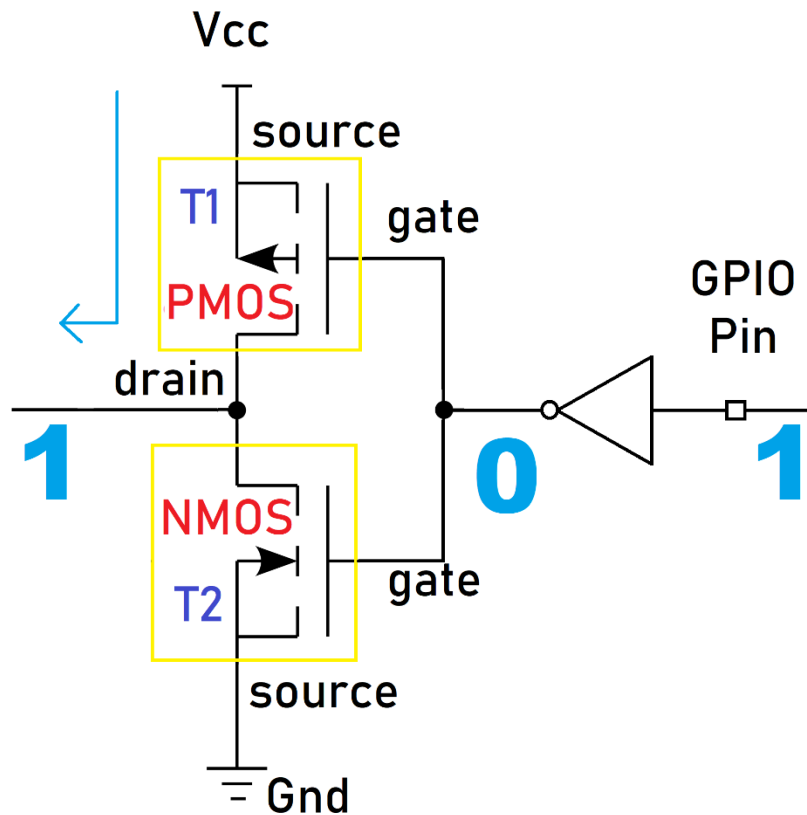 Vcc
source
T1
gate
PMOS
GPIO
Pin
drain
1
0
1
NMOS
T2
gate
source
Gnd